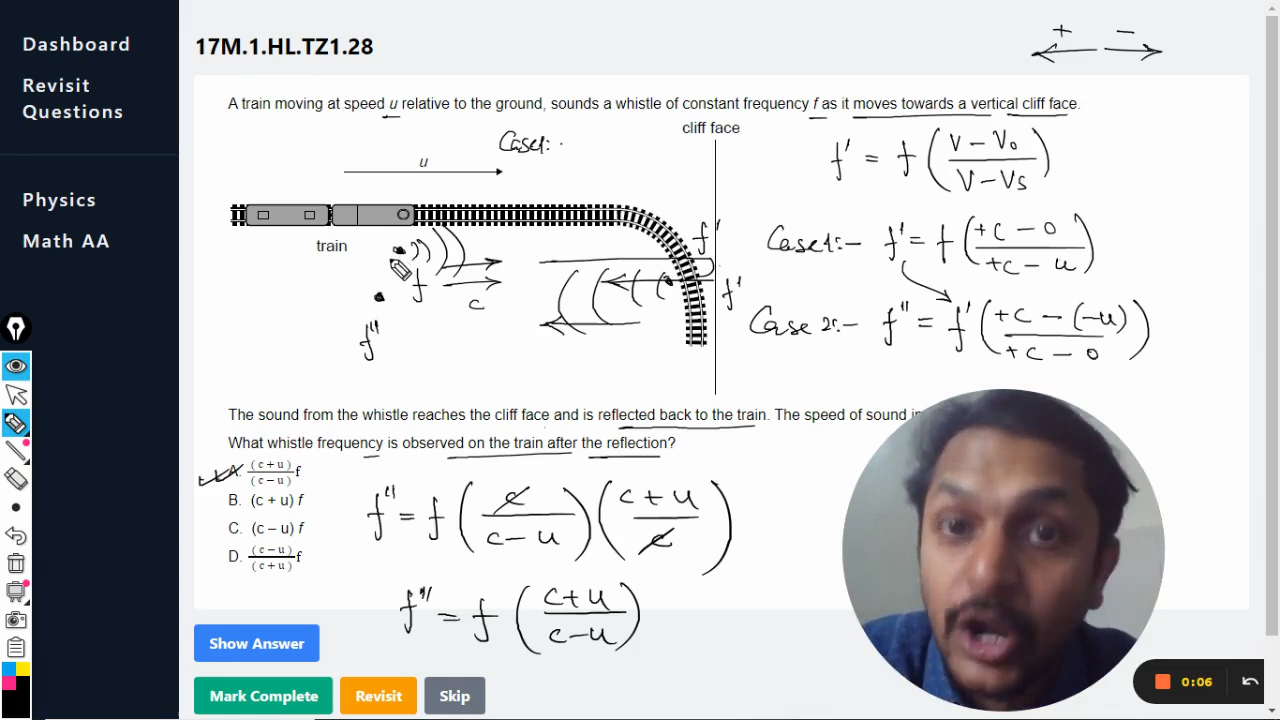 Dashboard
Revisit
Questions
Physics
Math AA
17M.1.HL.TZ1.28
+ −
A train moving at speed u relative to the ground, sounds a whistle of constant frequency f as it moves towards a vertical cliff face.
cliff face
Case1:-
u
train
f
c
f'
f'
f''
f' = f (V − Vo / V − Vs)
Case1:- f' = f (+c − 0 / +c − u)
Case 2:- f'' = f' (+c − (−u) / +c − 0)
The sound from the whistle reaches the cliff face and is reflected back to the train. The speed of sound
What whistle frequency is observed on the train after the reflection?
A. (c + u) / (c − u) f
B. (c + u) f
C. (c − u) f
D. (c − u) / (c + u) f
f'' = f (c / c − u) (c + u / c)
f'' = f (c+u / c−u)
Show Answer
Mark Complete
Revisit
Skip
0:06